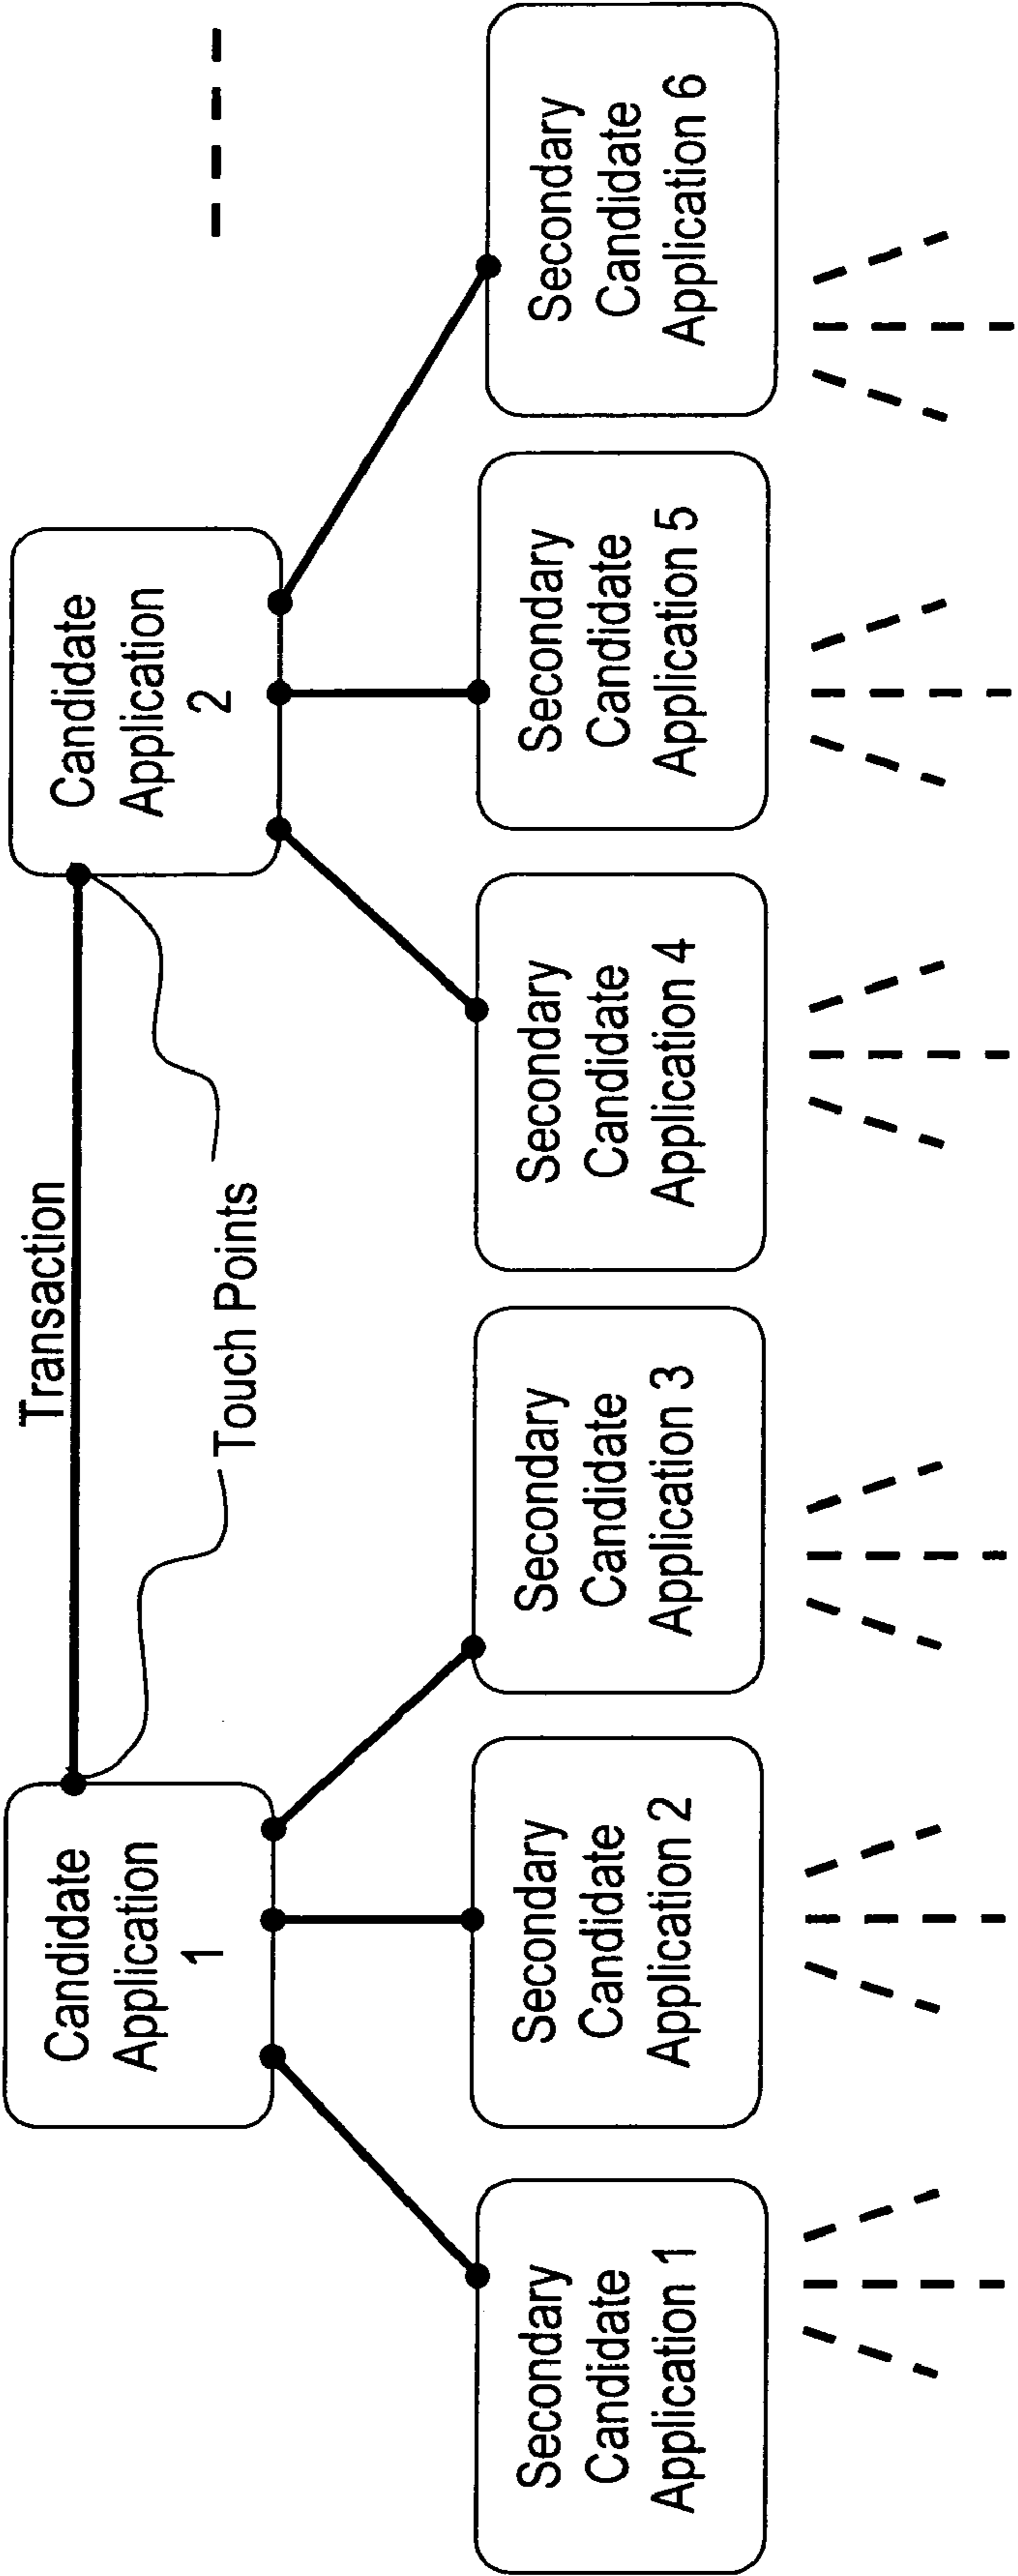 Transaction
Candidate
Application
1
Touch Points
Candidate
Application
2
Secondary
Candidate
Application 1
Secondary
Candidate
Application 2
Secondary
Candidate
Application 3
Secondary
Candidate
Application 4
Secondary
Candidate
Application 5
Secondary
Candidate
Application 6